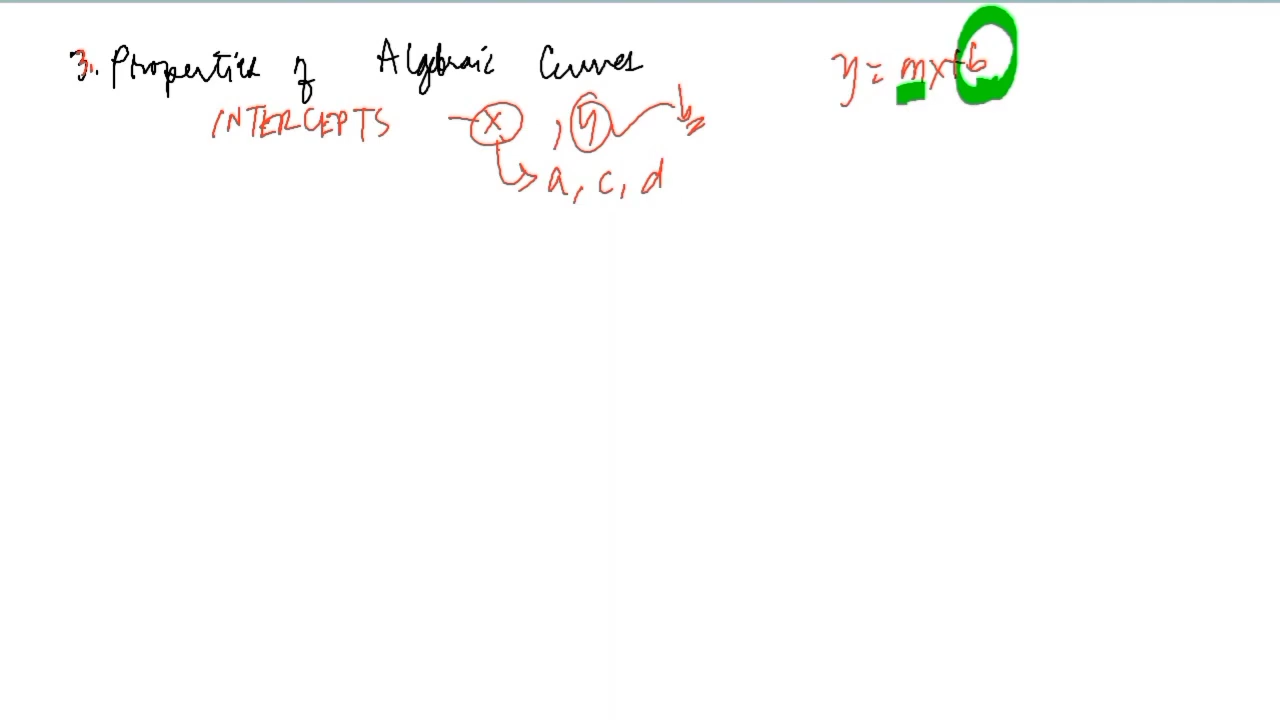 3. Properties of Algebraic Curves
y = mx + b
INTERCEPTS - x , y b
a, c, d